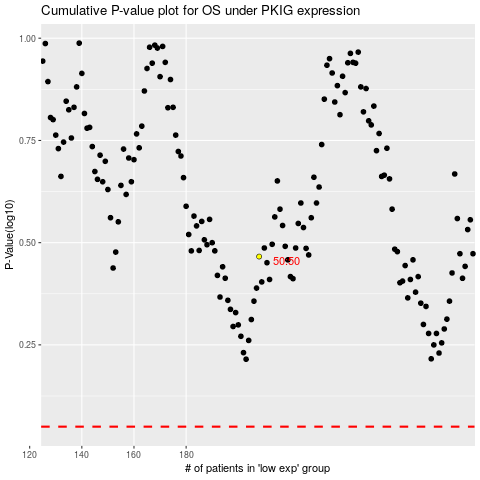 Cumulative P-value plot for OS under PKIG expression
P-Value(log10)
1.00
0.75
0.50
0.25
50:50
120 140 160 180
# of patients in 'low exp' group